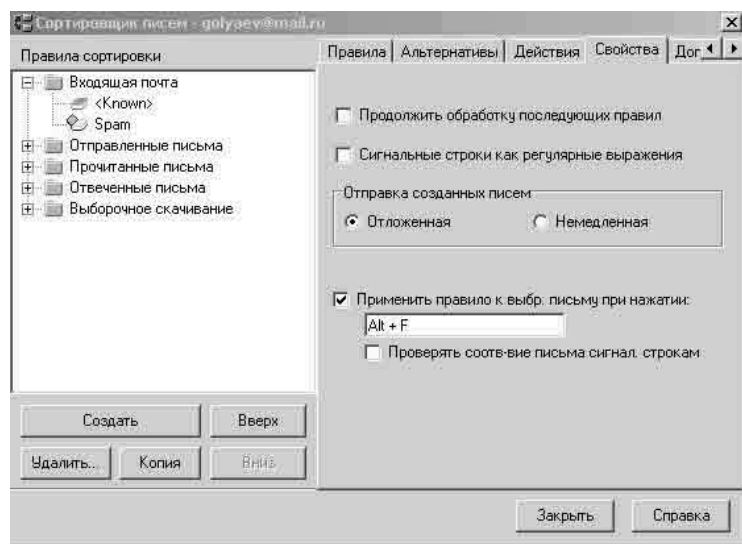 Сортировщик писем - golyaev@mail.ru
Правила сортировки
Входящая почта
<Known>
Spam
Отправленные письма
Прочитанные письма
Отвеченные письма
Выборочное скачивание
Создать
Вверх
Удалить...
Копия
Вниз
Правила
Альтернативы
Действия
Свойства
Дог
Продолжить обработку последующих правил
Сигнальные строки как регулярные выражения
Отправка созданных писем
Отложенная
Немедленная
Применить правило к выбр. письму при нажатии:
Alt + F
Проверять соотв-вие письма сигнал. строкам
Закрыть
Справка